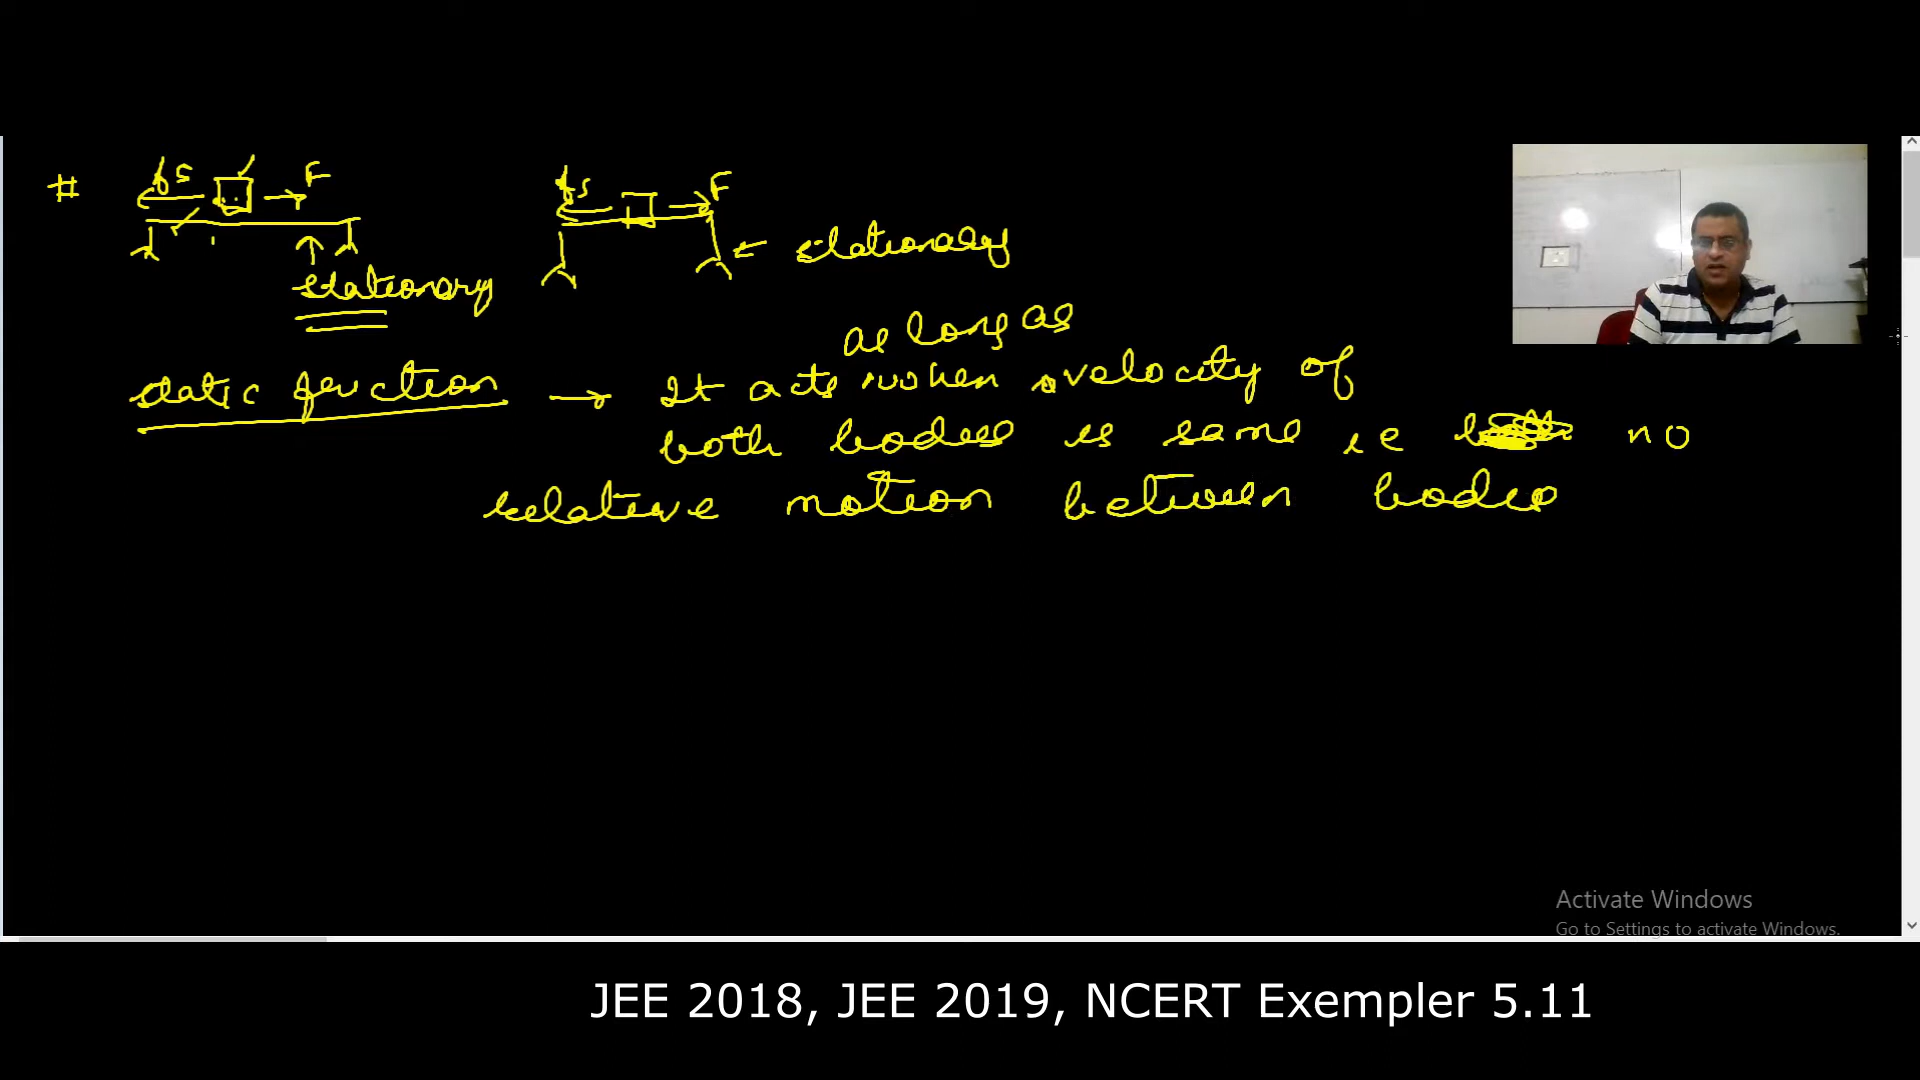 # fs F fs F
stationary
stationary
as long as
static friction → It acts when velocity of
both bodies is same ie no
relative motion between bodies
Activate Windows
Go to Settings to activate Windows.
JEE 2018, JEE 2019, NCERT Exempler 5.11